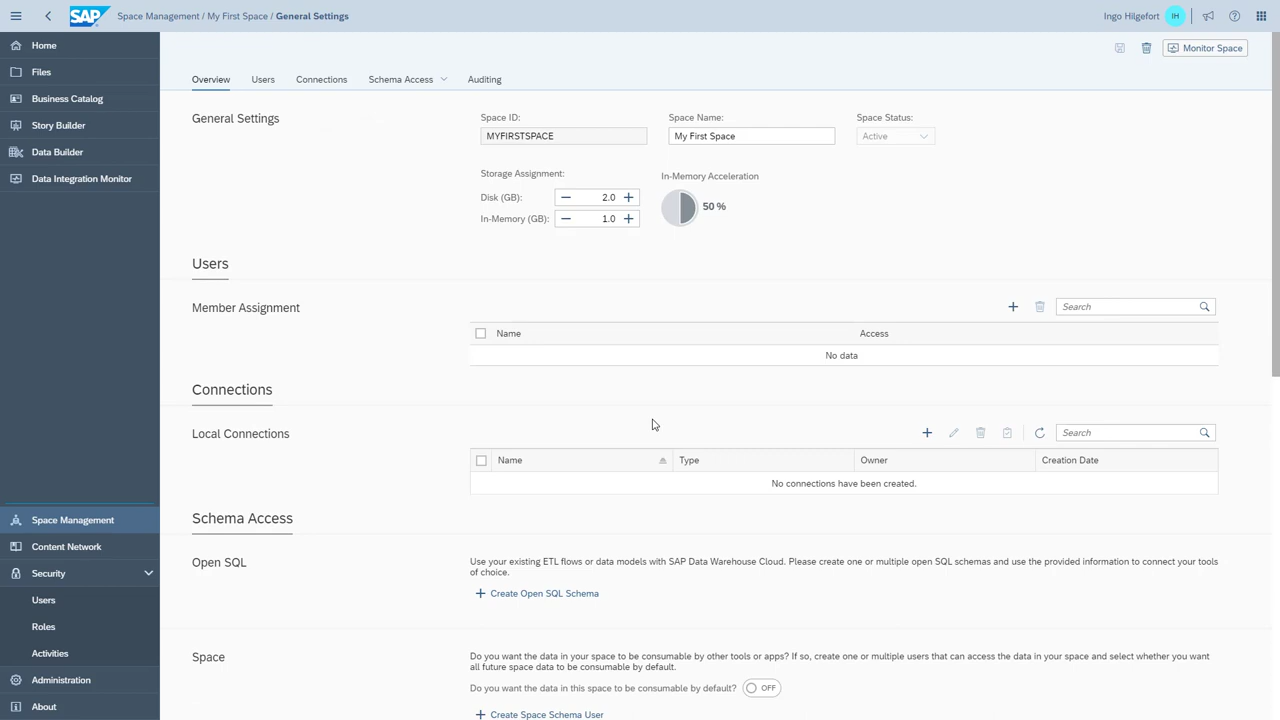 SAP
Space Management / My First Space / General Settings
Ingo Hilgefort
IH
Home
Files
Business Catalog
Story Builder
Data Builder
Data Integration Monitor
Space Management
Content Network
Security
Users
Roles
Activities
Administration
About
Monitor Space
Overview
Users
Connections
Schema Access
Auditing
General Settings
Space ID:
MYFIRSTSPACE
Space Name:
My First Space
Space Status:
Active
Storage Assignment:
Disk (GB):
2.0
In-Memory (GB):
1.0
In-Memory Acceleration
50 %
Users
Member Assignment
Search
Name
Access
No data
Connections
Local Connections
Search
Name
Type
Owner
Creation Date
No connections have been created.
Schema Access
Open SQL
Use your existing ETL flows or data models with SAP Data Warehouse Cloud. Please create one or multiple open SQL schemas and use the provided information to connect your tools
of choice.
Create Open SQL Schema
Space
Do you want the data in your space to be consumable by other tools or apps? If so, create one or multiple users that can access the data in your space and select whether you want
all future space data to be consumable by default.
Do you want the data in this space to be consumable by default?
OFF
Create Space Schema User